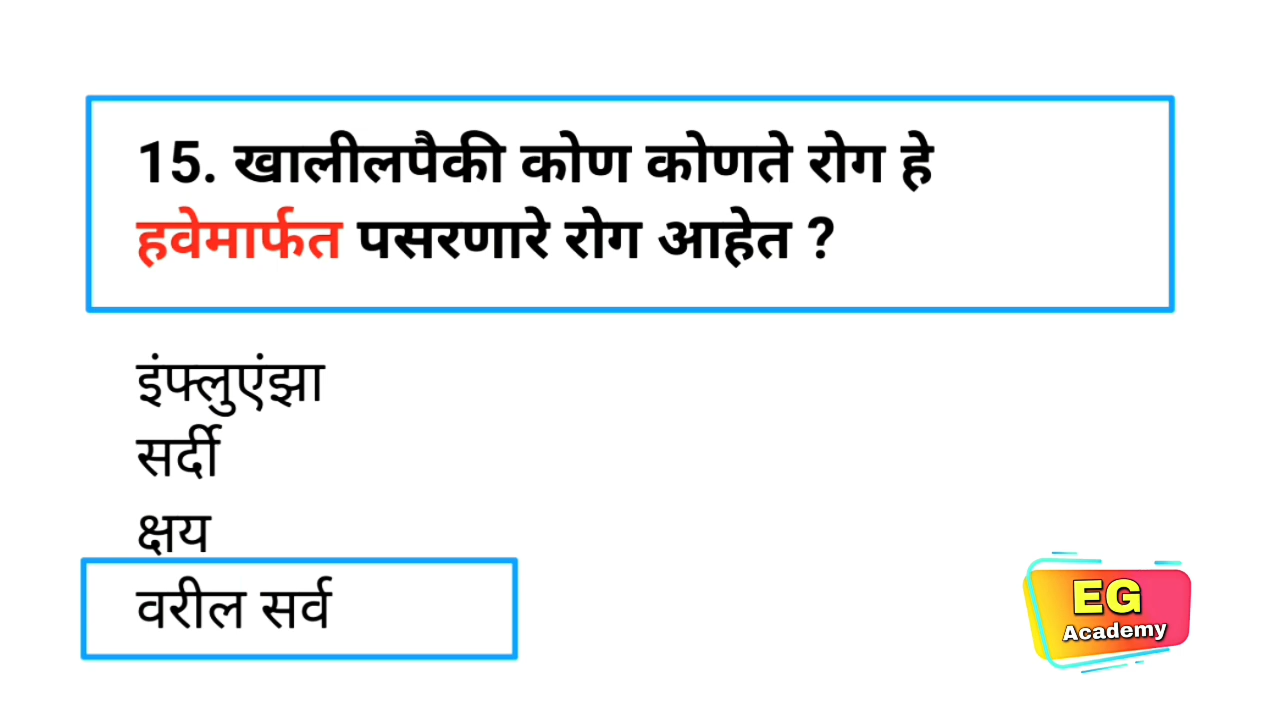 15. खालीलपैकी कोण कोणते रोग हे
हवेमार्फत पसरणारे रोग आहेत ?
इंफ्लुएंझा
सर्दी
क्षय
वरील सर्व
EG
Academy